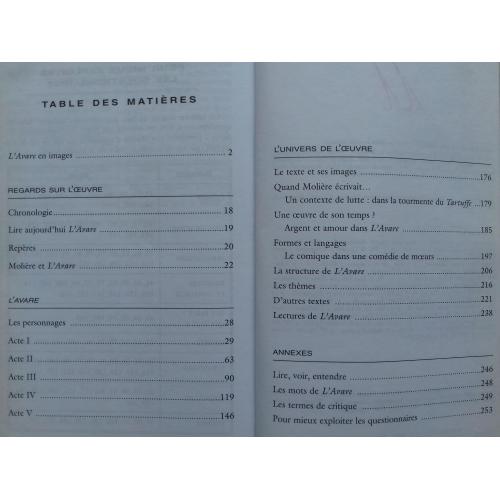 TABLE DES MATIÈRES
L'Avare en images 2
REGARDS SUR L'ŒUVRE
Chronologie 18
Lire aujourd'hui L'Avare 19
Repères 20
Molière et L'Avare 22
L'AVARE
Les personnages 28
Acte I 29
Acte II 63
Acte III 90
Acte IV 119
Acte V 146
L'UNIVERS DE L'ŒUVRE
Le texte et ses images 176
Quand Molière écrivait...
Un contexte de lutte : dans la tourmente du Tartuffe 179
Une œuvre de son temps ?
Argent et amour dans L'Avare 185
Formes et langages
Le comique dans une comédie de mœurs 197
La structure de L'Avare 206
Les thèmes 216
D'autres textes 221
Lectures de L'Avare 238
ANNEXES
Lire, voir, entendre 246
Les mots de L'Avare 248
Les termes de critique 249
Pour mieux exploiter les questionnaires 253